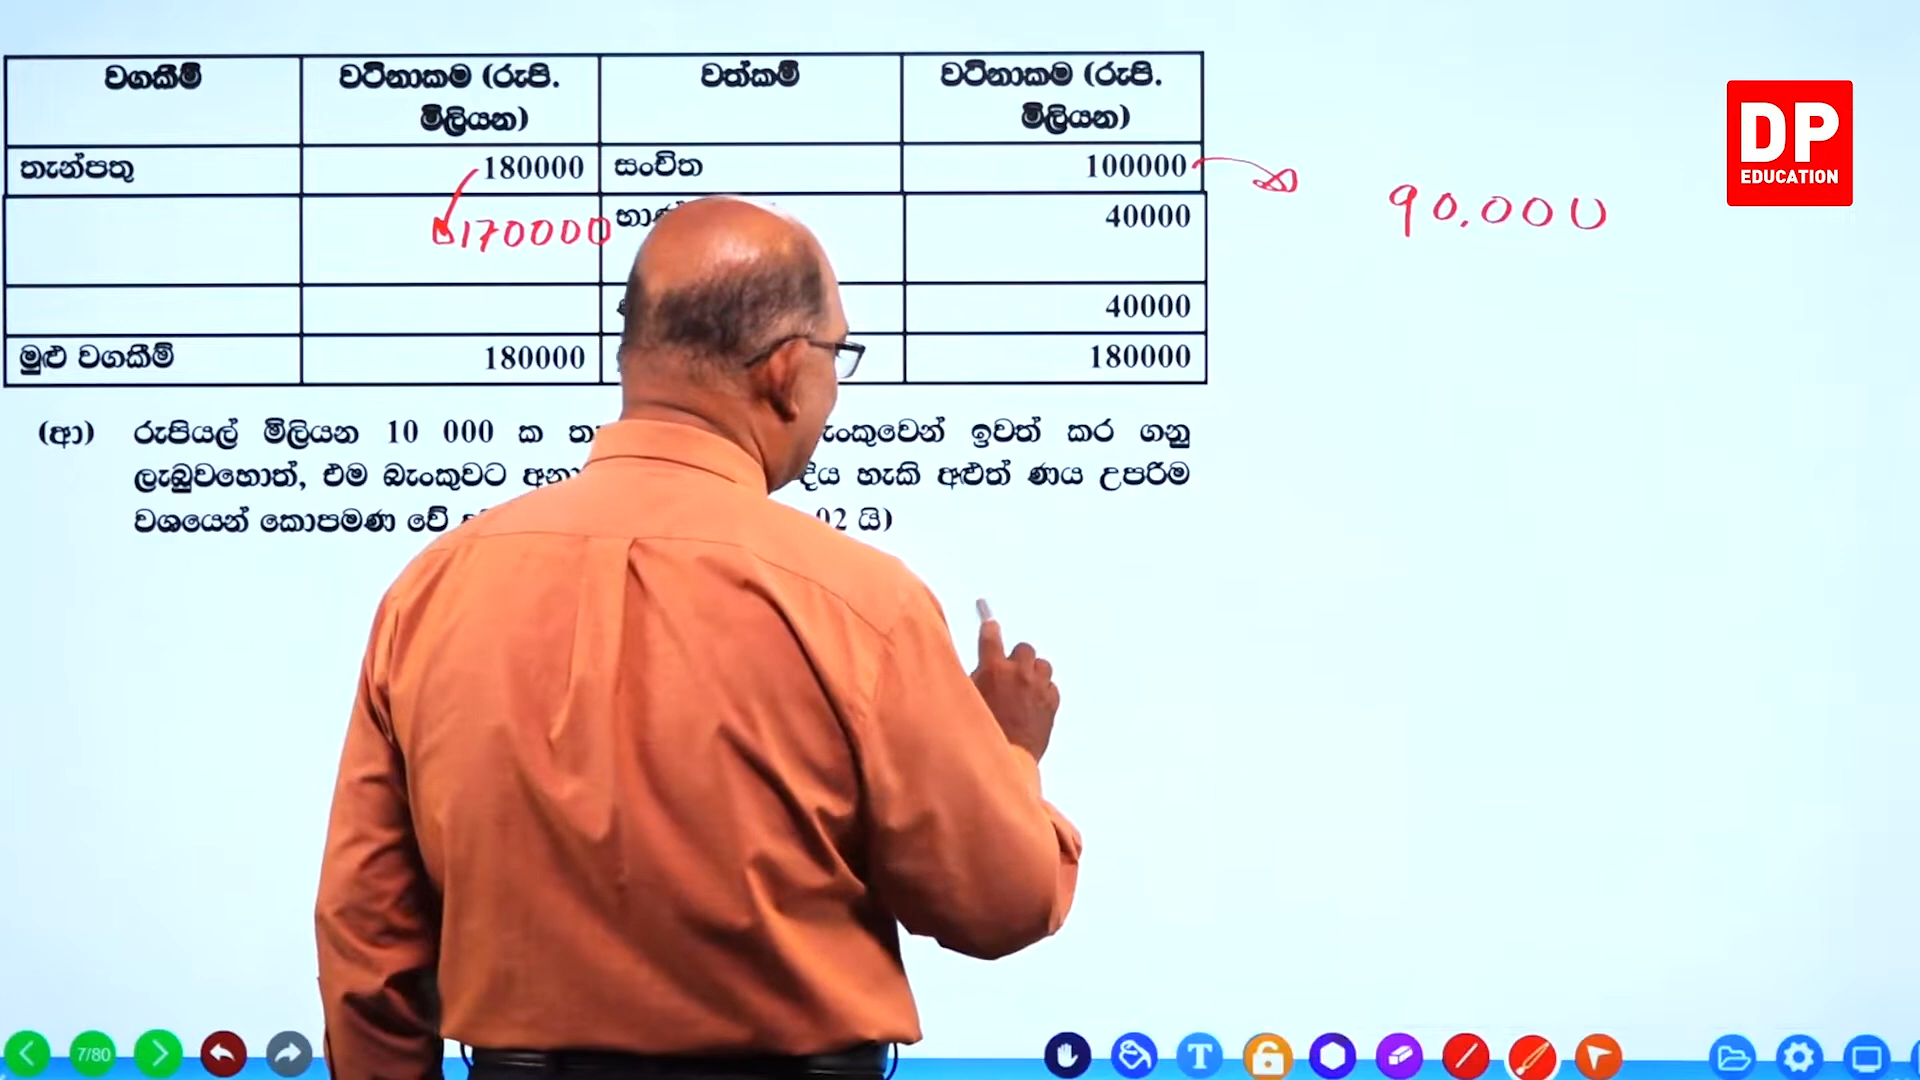 වගකීම් වටිනාකම (රුපි. මිලියන) වත්කම් වටිනාකම (රුපි. මිලියන)
තැන්පතු 180000 සංචිත 100000
90.000
170000 40000
40000
මුළු වගකීම් 180000 180000
(ආ) රුපියල් මිලියන 10 000 ක බැංකුවෙන් ඉවත් කර ගනු
ලැබුවහොත්, එම බැංකුවට හැකි අළුත් ණය උපරිම
වශයෙන් කොපමණ වේ යි)
DP
EDUCATION
7/80
T